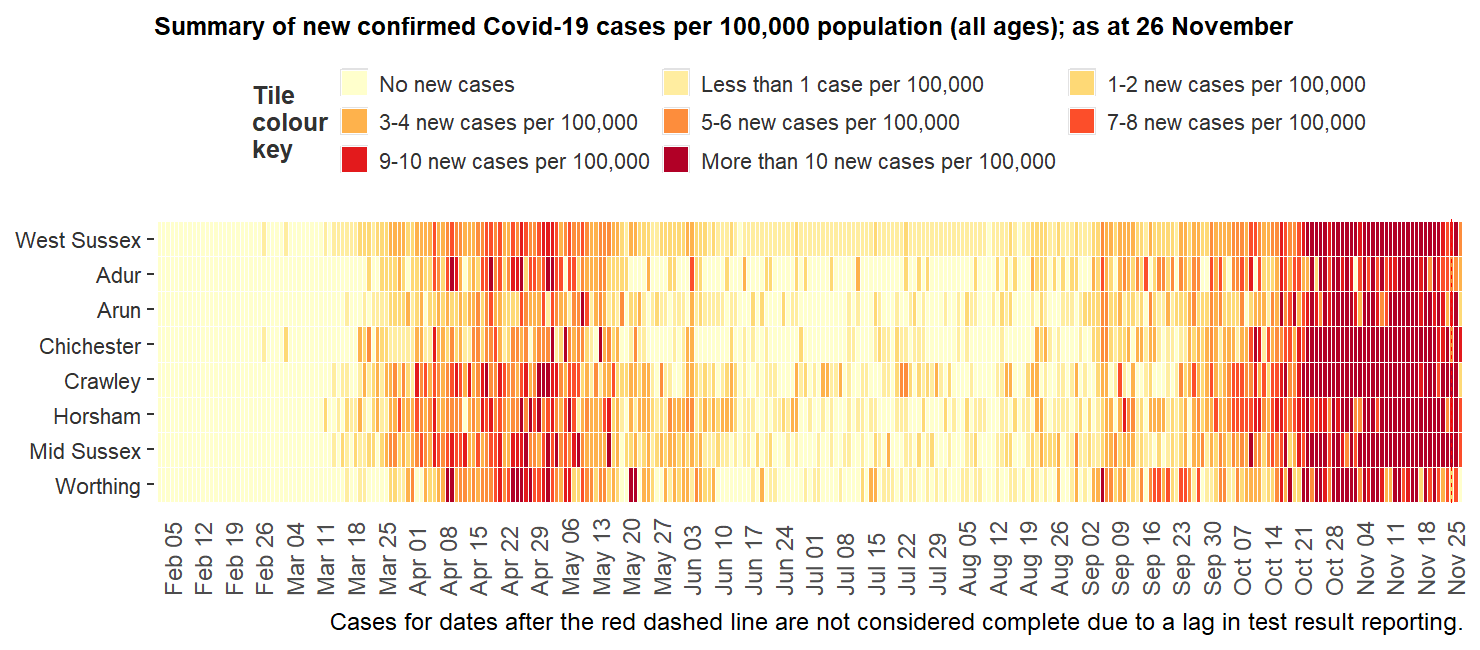 Summary of new confirmed Covid-19 cases per 100,000 population (all ages); as at 26 November
Tile
colour
key
No new cases
Less than 1 case per 100,000
1-2 new cases per 100,000
3-4 new cases per 100,000
5-6 new cases per 100,000
7-8 new cases per 100,000
9-10 new cases per 100,000
More than 10 new cases per 100,000
West Sussex
Adur
Arun
Chichester
Crawley
Horsham
Mid Sussex
Worthing
Feb 05
Feb 12
Feb 19
Feb 26
Mar 04
Mar 11
Mar 18
Mar 25
Apr 01
Apr 08
Apr 15
Apr 22
Apr 29
May 06
May 13
May 20
May 27
Jun 03
Jun 10
Jun 17
Jun 24
Jul 01
Jul 08
Jul 15
Jul 22
Jul 29
Aug 05
Aug 12
Aug 19
Aug 26
Sep 02
Sep 09
Sep 16
Sep 23
Sep 30
Oct 07
Oct 14
Oct 21
Oct 28
Nov 04
Nov 11
Nov 18
Nov 25
Cases for dates after the red dashed line are not considered complete due to a lag in test result reporting.